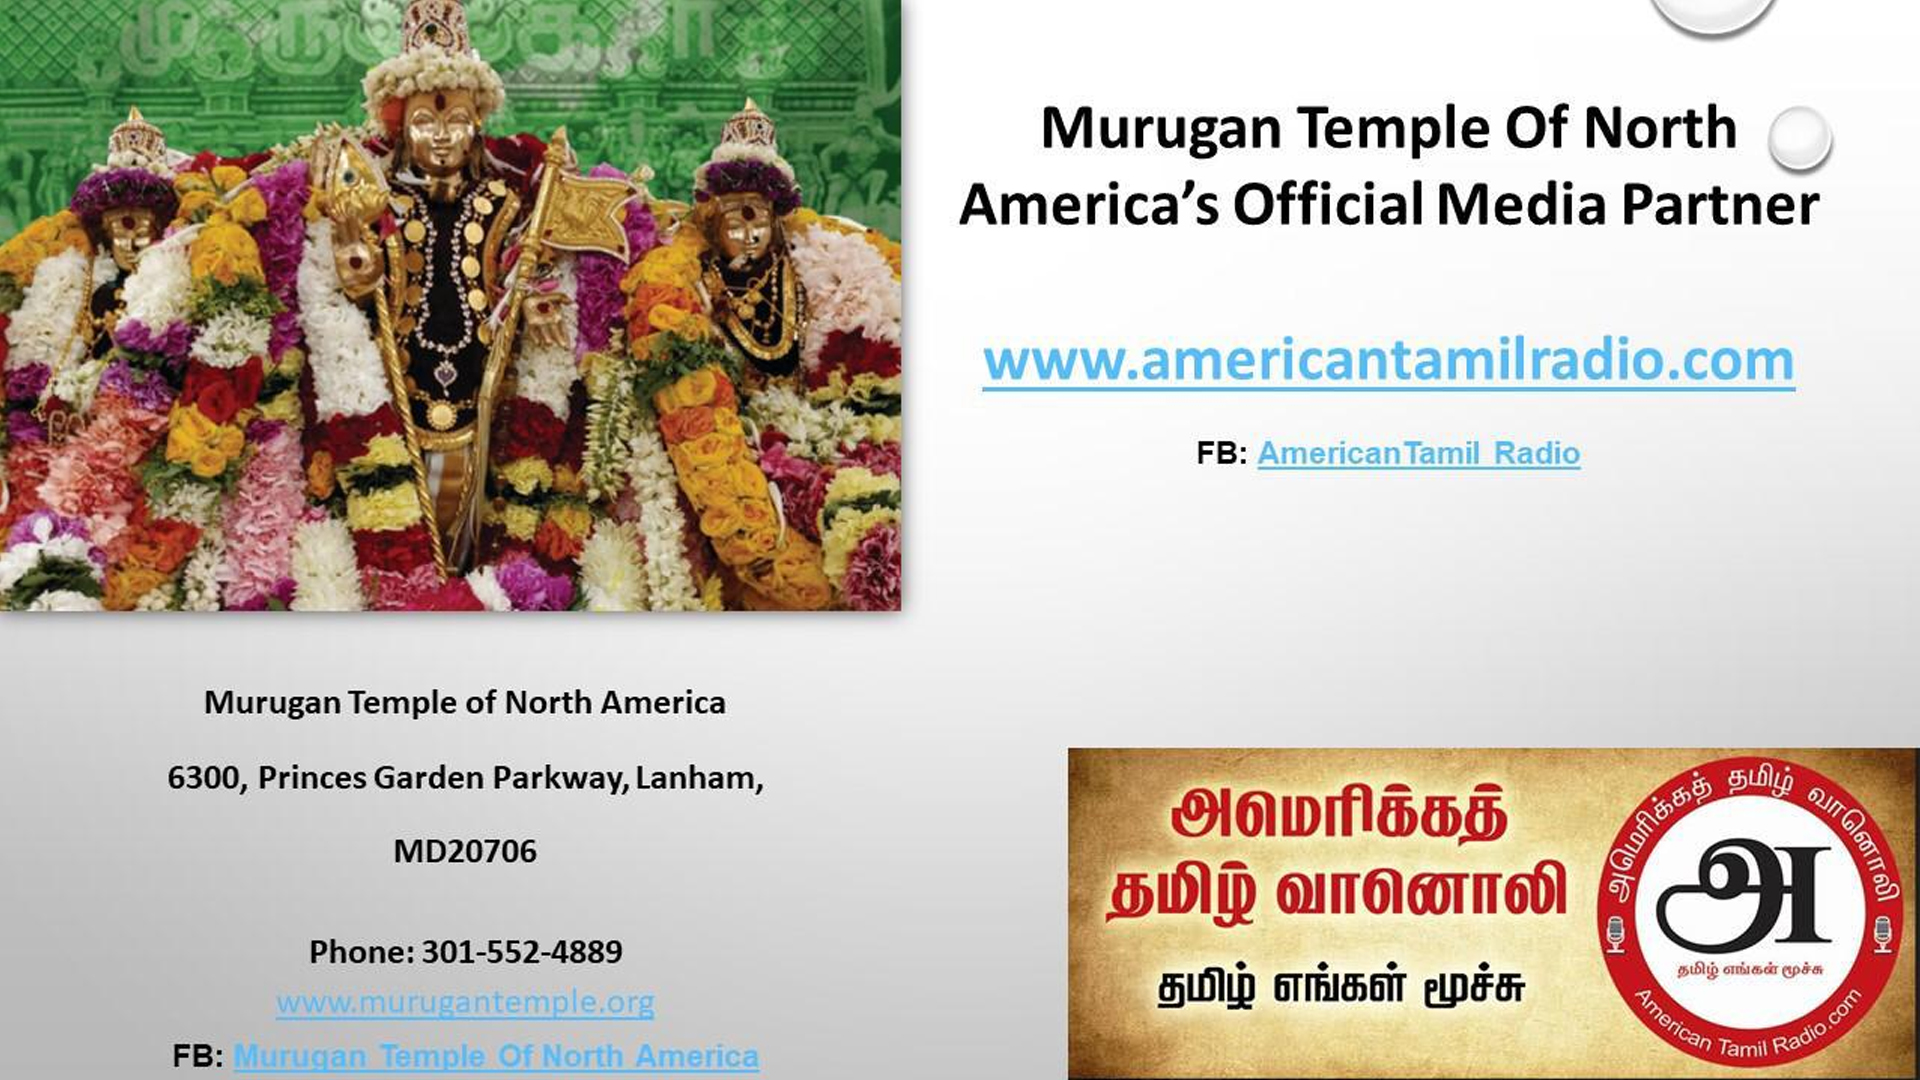 முருகா
Murugan Temple Of North
America’s Official Media Partner
www.americantamilradio.com
FB: AmericanTamil Radio
Murugan Temple of North America
6300, Princes Garden Parkway, Lanham,
MD20706
Phone: 301-552-4889
www.murugantemple.org
FB: Murugan Temple Of North America
அமெரிக்கத்
தமிழ் வானொலி
தமிழ் எங்கள் மூச்சு
அமெரிக்கத் தமிழ் வானொலி
அ
தமிழ் எங்கள் மூச்சு
American Tamil Radio.com